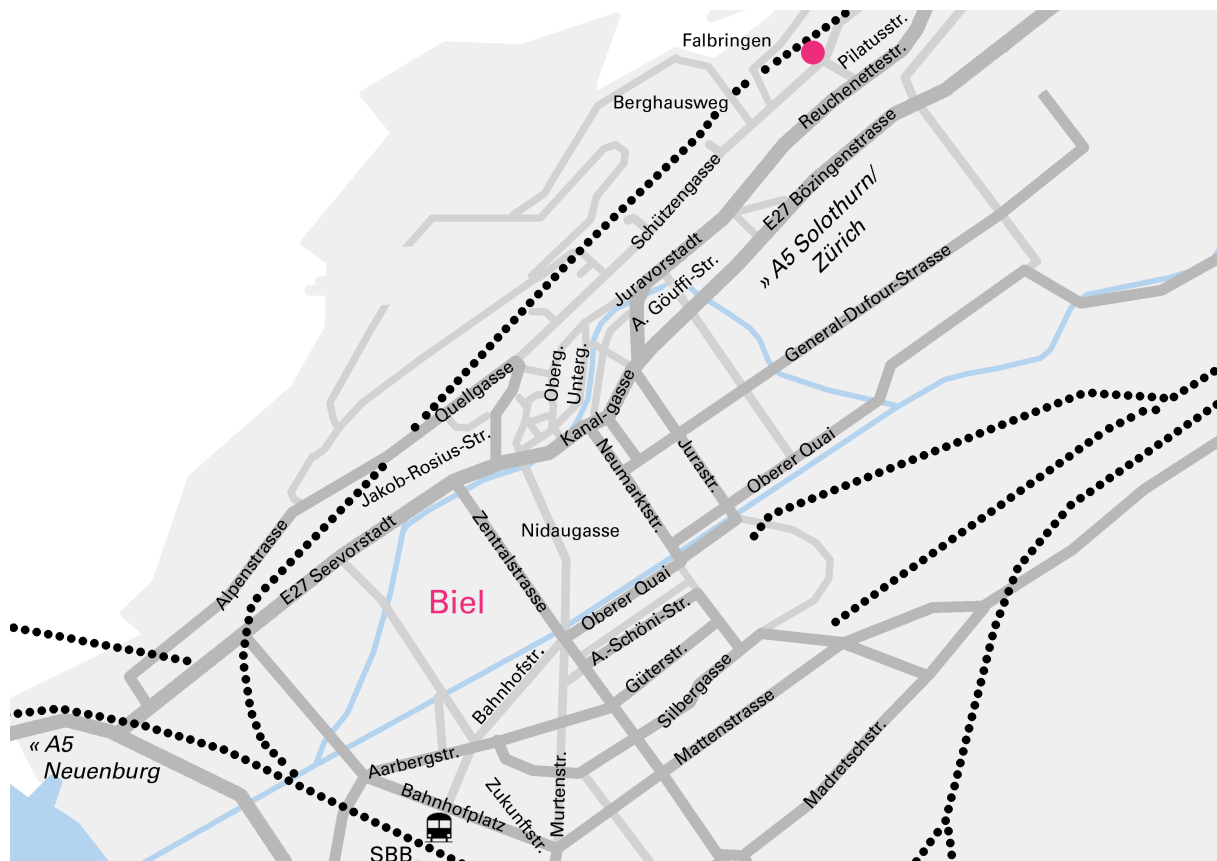 Falbringen
Pilatusstr.
Berghausweg
Reuchenettestr.
E27 Bözingenstrasse
Schützengasse
» A5 Solothurn/
Zürich
Juravorstadt
A. Göuffi-Str.
General-Dufour-Strasse
Oberg.
Unterg.
Quellgasse
Kanal-gasse
Jakob-Rosius-Str.
Neumarktstr.
Jurastr.
Oberer Quai
Nidaugasse
Zentralstrasse
Alpenstrasse
E27 Seevorstadt
Biel
Oberer Quai
A.-Schöni-Str.
Bahnhofstr.
Güterstr.
Silbergasse
Mattenstrasse
« A5
Neuenburg
Aarbergstr.
Madretschstr.
Bahnhofplatz
Zukunftstr.
Murtenstr.
SBB